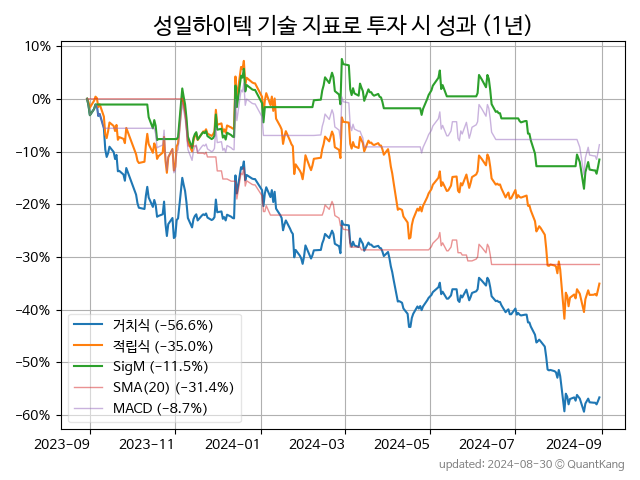 성일하이텍 기술 지표로 투자 시 성과 (1년)
10%
0%
−10%
−20%
−30%
−40%
−50%
−60%
거치식 (−56.6%)
적립식 (−35.0%)
SigM (−11.5%)
SMA(20) (−31.4%)
MACD (−8.7%)
2023-09 2023-11 2024-01 2024-03 2024-05 2024-07 2024-09
updated: 2024-08-30 © QuantKang